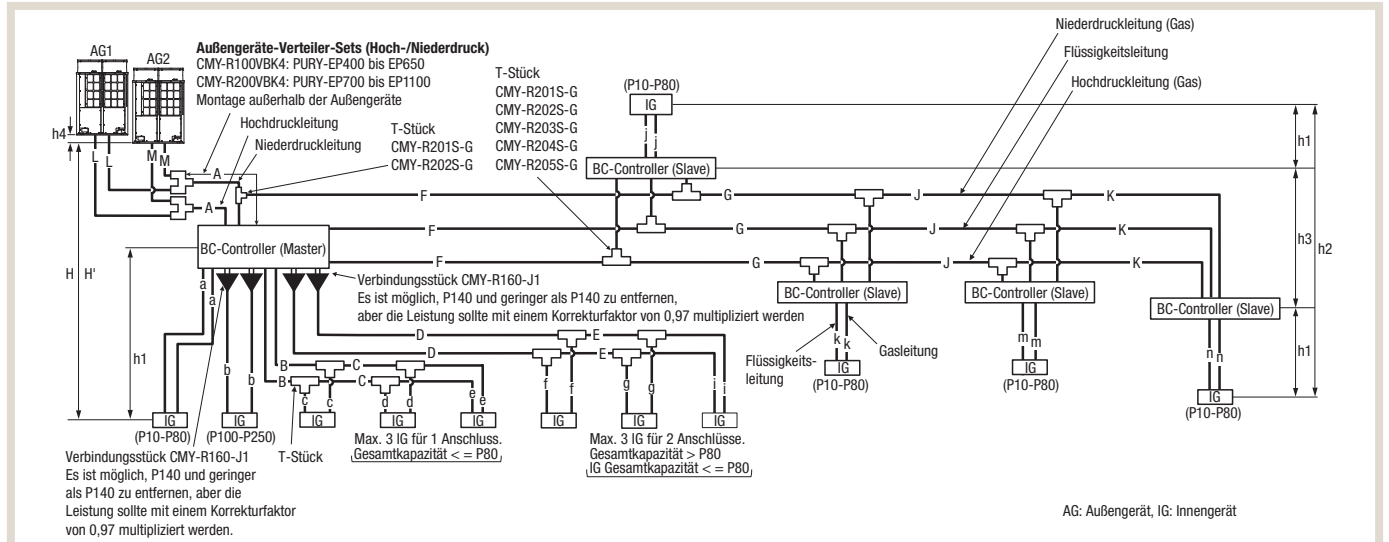 AG1
AG2
Außengeräte-Verteiler-Sets (Hoch-/Niederdruck)
CMY-R100VBK4: PURY-EP400 bis EP650
CMY-R200VBK4: PURY-EP700 bis EP1100
Montage außerhalb der Außengeräte
Hochdruckleitung
Niederdruckleitung
T-Stück
CMY-R201S-G
CMY-R202S-G
T-Stück
CMY-R201S-G
CMY-R202S-G
CMY-R203S-G
CMY-R204S-G
CMY-R205S-G
Niederdruckleitung (Gas)
Flüssigkeitsleitung
Hochdruckleitung (Gas)
(P10-P80)
IG
j
j
BC-Controller (Slave)
h4
L
L
M
M
A
A
H
H'
h1
F
G
J
K
F
G
J
K
F
G
J
K
h1
h3
h2
h1
BC-Controller (Master)
Verbindungsstück CMY-R160-J1
Es ist möglich, P140 und geringer als P140 zu entfernen,
aber die Leistung sollte mit einem Korrekturfaktor von 0,97 multipliziert werden
BC-Controller (Slave)
BC-Controller (Slave)
BC-Controller (Slave)
a
a
b
b
B
C
B
C
D
E
D
E
c
c
d
d
e
e
f
f
g
g
i
i
k
k
m
m
n
n
Flüssigkeits-
leitung
Gasleitung
IG
(P10-P80)
IG
(P10-P80)
IG
(P10-P80)
IG
(P10-P80)
IG
(P100-P250)
IG
IG
IG
IG
IG
IG
T-Stück
Max. 3 IG für 1 Anschluss.
Gesamtkapazität < = P80
Max. 3 IG für 2 Anschlüsse.
Gesamtkapazität > P80
IG Gesamtkapazität < = P80
Verbindungsstück CMY-R160-J1
Es ist möglich, P140 und geringer
als P140 zu entfernen, aber die
Leistung sollte mit einem Korrekturfaktor
von 0,97 multipliziert werden.
AG: Außengerät, IG: Innengerät